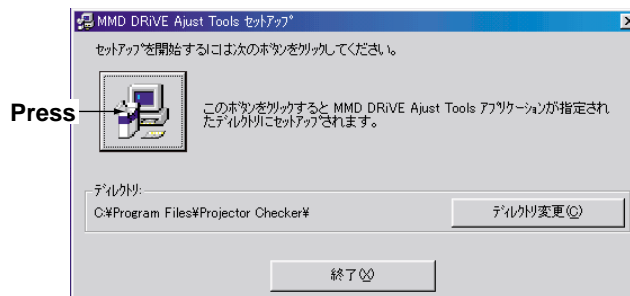 MMD DRiVE Ajust Tools ｾｯﾄｱｯﾌﾟ
ｾｯﾄｱｯﾌﾟを開始するには次のﾎﾞﾀﾝをｸﾘｯｸしてください。
Press
このﾎﾞﾀﾝをｸﾘｯｸすると MMD DRiVE Ajust Tools ｱﾌﾟﾘｹｰｼｮﾝが指定され
たﾃﾞｨﾚｸﾄﾘにｾｯﾄｱｯﾌﾟされます。
ﾃﾞｨﾚｸﾄﾘ:
C:¥Program Files¥Projector Checker¥
ﾃﾞｨﾚｸﾄﾘ変更(C)
終了(X)